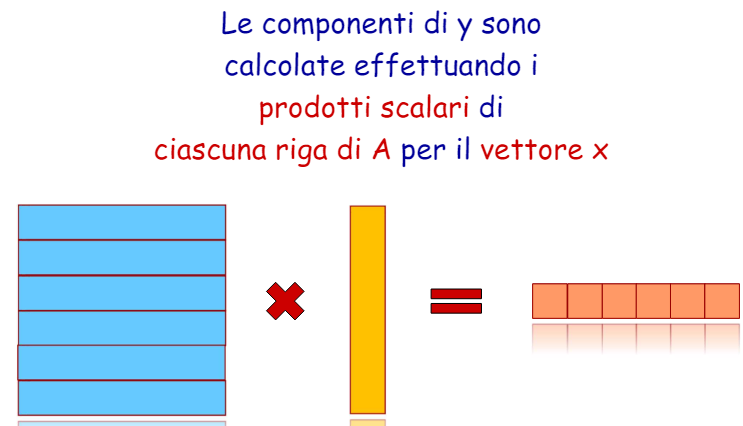 Le componenti di y sono
calcolate effettuando i
prodotti scalari di
ciascuna riga di A per il vettore x